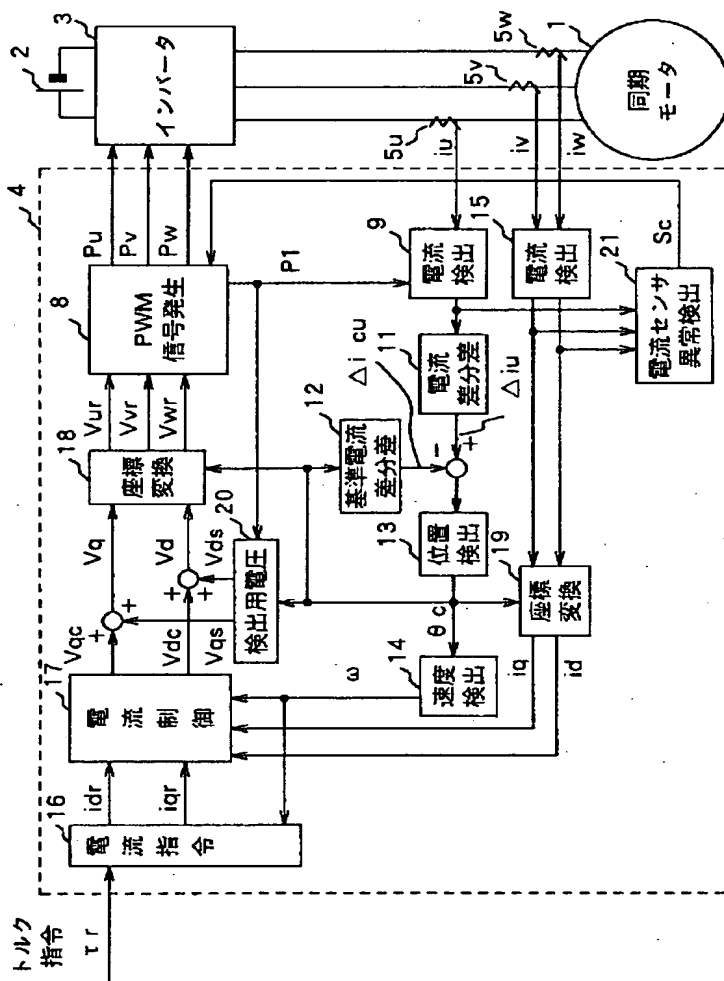 トルク
指令
τr
16
電流指令
idr
iqr
17
電流制御
Vqc
Vdc
Vqs
Vds
Vq
Vd
20
検出用電圧
18
座標
変換
Vur
Vvr
Vwr
8
PWM
信号発生
Pu
Pv
Pw
P1
4
2
3
インバータ
5u
5v
5w
iu
iv
iw
1
同期
モータ
9
電流
検出
15
電流
検出
11
電流
差分差
△iu
△i cu
12
基準電流
差分差
13
位置
検出
θc
14
速度
検出
ω
19
座標
変換
iq
id
21
電流センサ
異常検出
Sc
+
+
+
+
-
+